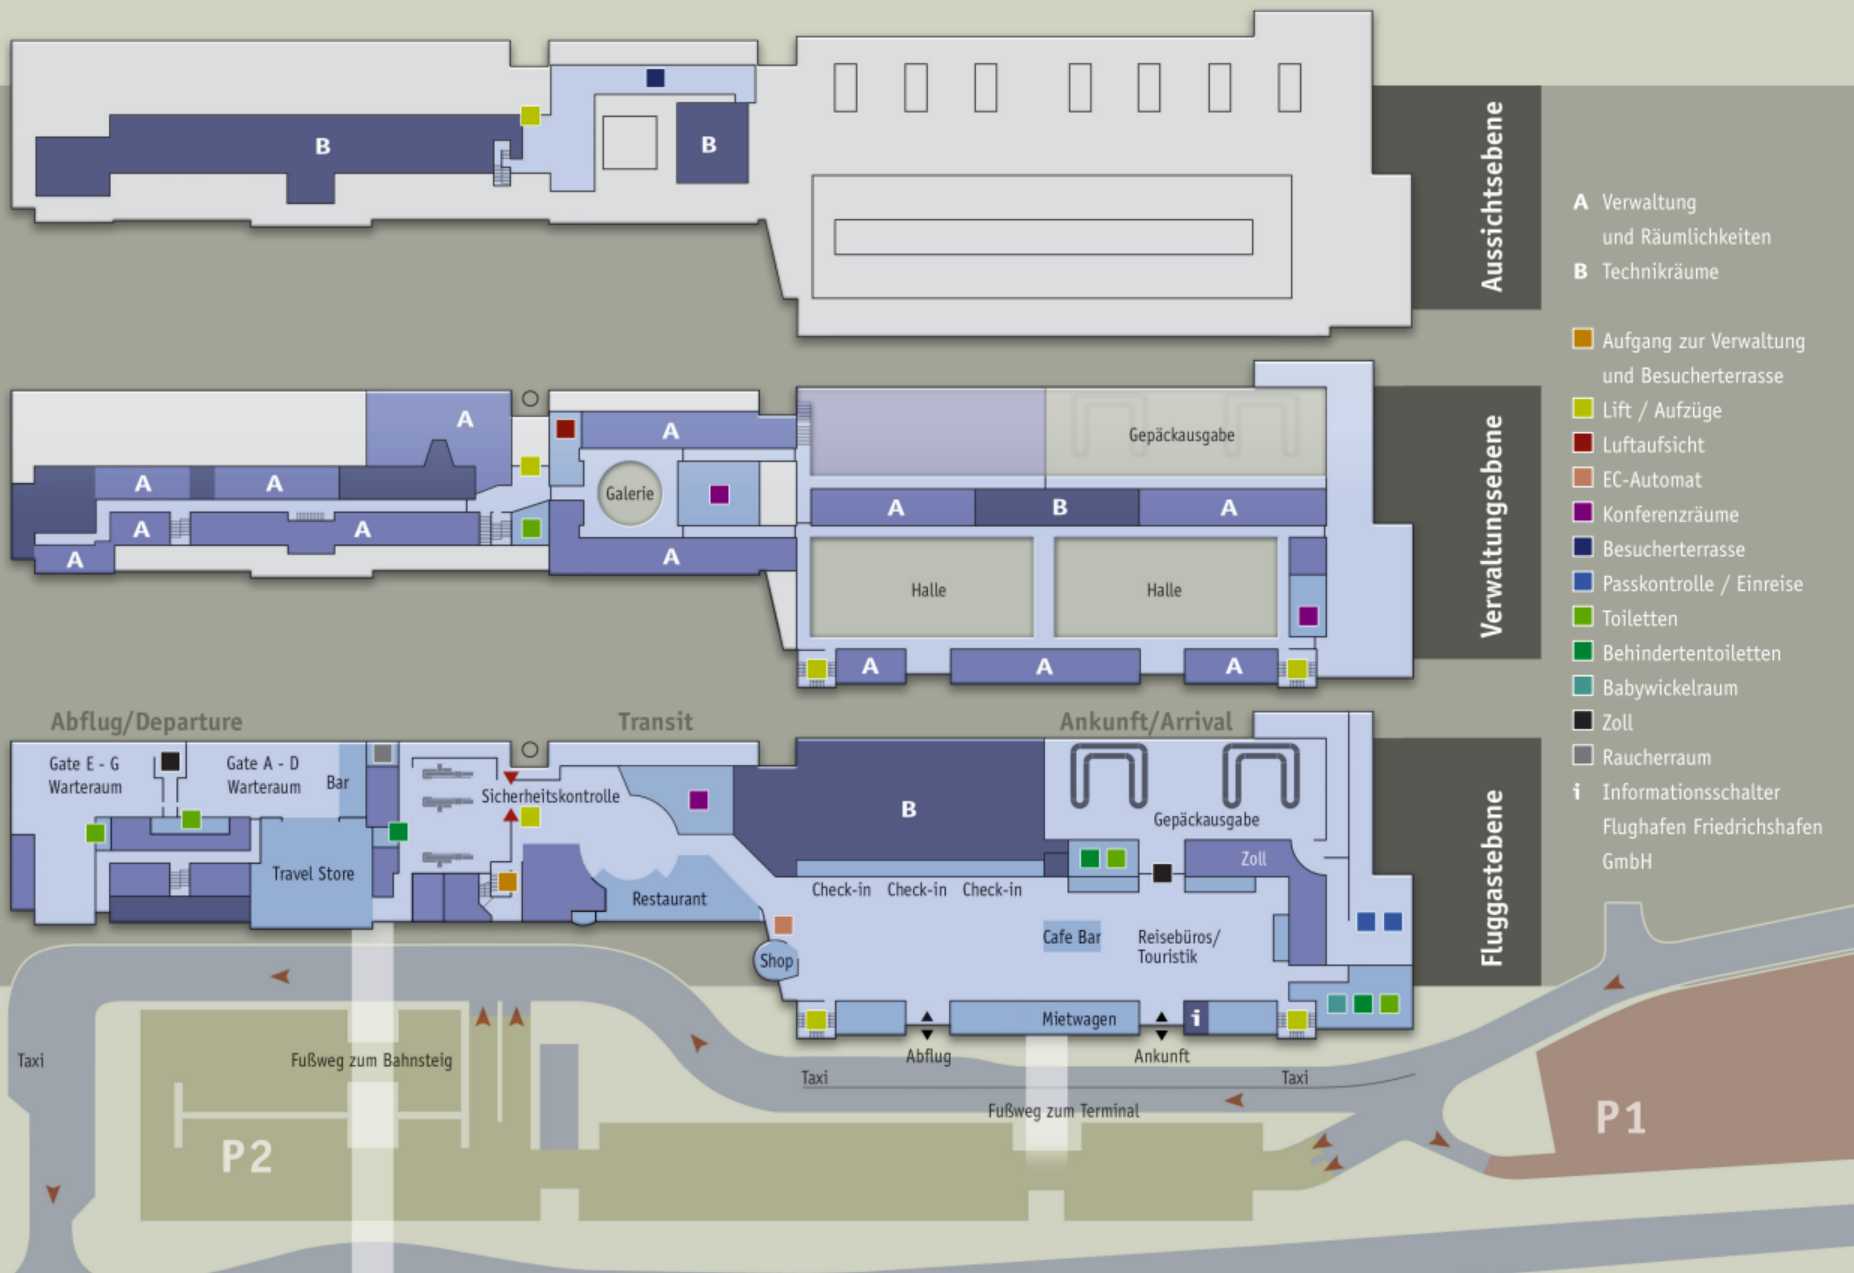 B
B
Aussichtsebene
A Verwaltung
und Räumlichkeiten
B Technikräume
Aufgang zur Verwaltung
und Besucherterrasse
Lift / Aufzüge
Luftaufsicht
EC-Automat
Konferenzräume
Besucherterrasse
Passkontrolle / Einreise
Toiletten
Behindertentoiletten
Babywickelraum
Zoll
Raucherraum
i Informationsschalter
Flughafen Friedrichshafen
GmbH
A
A
Gepäckausgabe
A
A
Galerie
A
B
A
A
A
A
A
Halle
Halle
A
A
A
Verwaltungsebene
Abflug/Departure
Transit
Ankunft/Arrival
Gate E - G
Warteraum
Gate A - D
Warteraum
Bar
Sicherheitskontrolle
B
Gepäckausgabe
Travel Store
Restaurant
Check-in
Check-in
Check-in
Zoll
Shop
Cafe Bar
Reisebüros/
Touristik
Mietwagen
i
Fluggastebene
Abflug
Ankunft
Taxi
Fußweg zum Bahnsteig
Taxi
Taxi
Fußweg zum Terminal
P2
P1